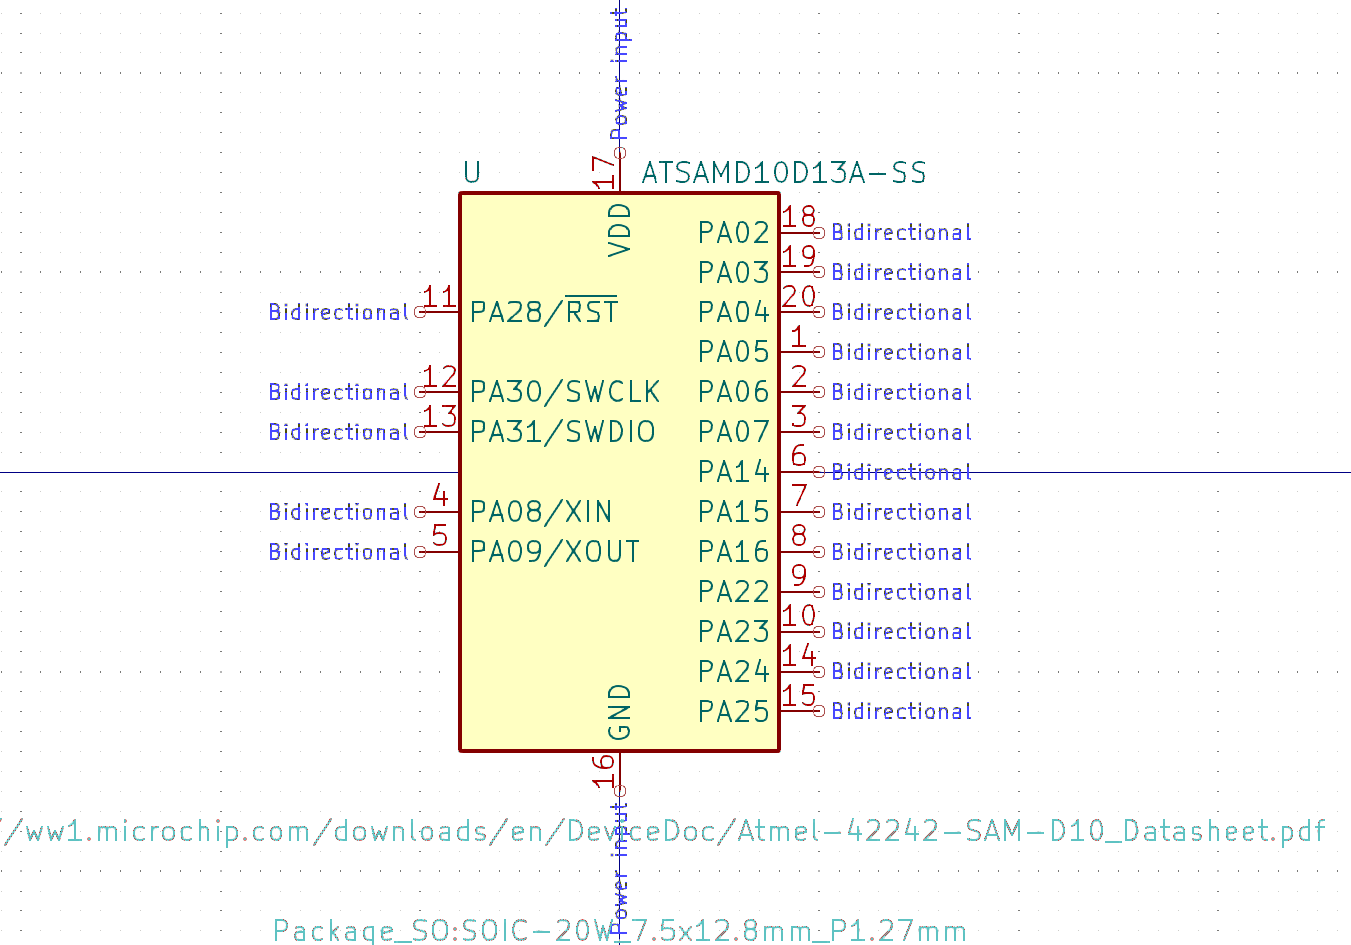 Power input
17
U ATSAMD10D13A-SS
VDD
18
PA02 Bidirectional
19
PA03 Bidirectional
Bidirectional 11 PA28/RST
20
PA04 Bidirectional
1
PA05 Bidirectional
Bidirectional 12 PA30/SWCLK
2
PA06 Bidirectional
Bidirectional 13 PA31/SWDIO
3
PA07 Bidirectional
6
PA14 Bidirectional
Bidirectional 4 PA08/XIN
7
PA15 Bidirectional
Bidirectional 5 PA09/XOUT
8
PA16 Bidirectional
9
PA22 Bidirectional
10
PA23 Bidirectional
14
PA24 Bidirectional
15
PA25 Bidirectional
GND
16
Power input
//ww1.microchip.com/downloads/en/DeviceDoc/Atmel-42242-SAM-D10_Datasheet.pdf
Package_SO:SOIC-20W_7.5x12.8mm_P1.27mm